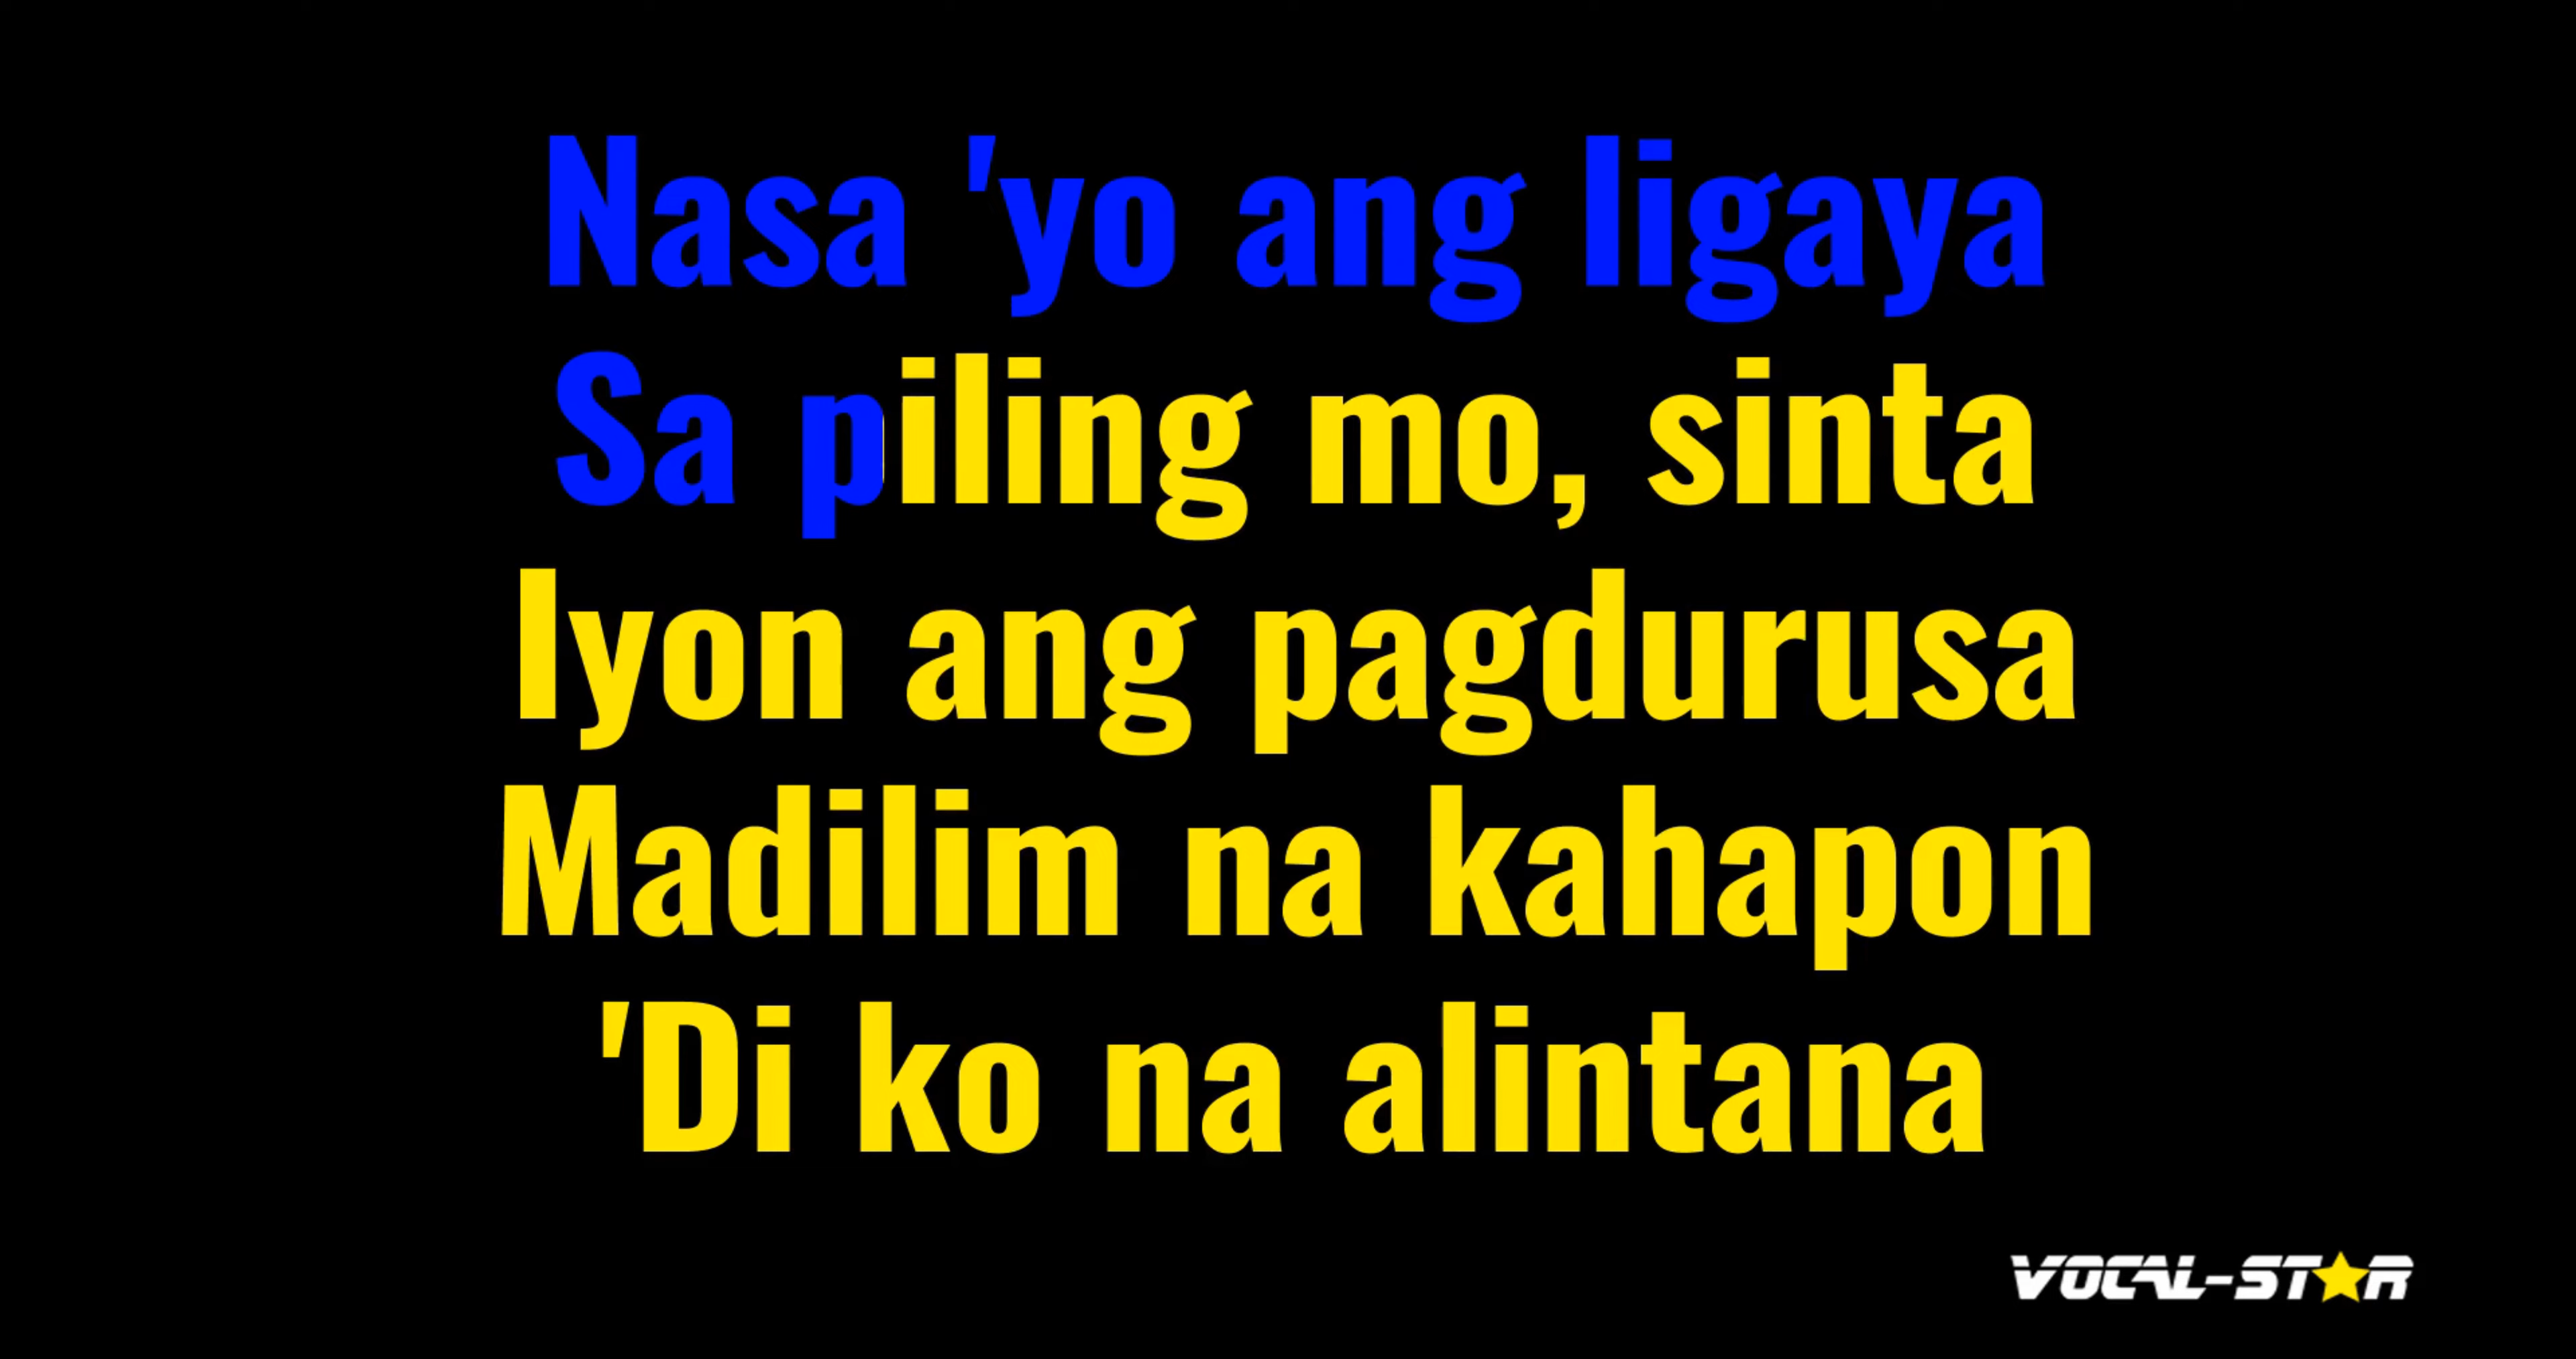 Nasa 'yo ang ligaya
Sa piling mo, sinta
Iyon ang pagdurusa
Madilim na kahapon
'Di ko na alintana
VOCAL-STAR